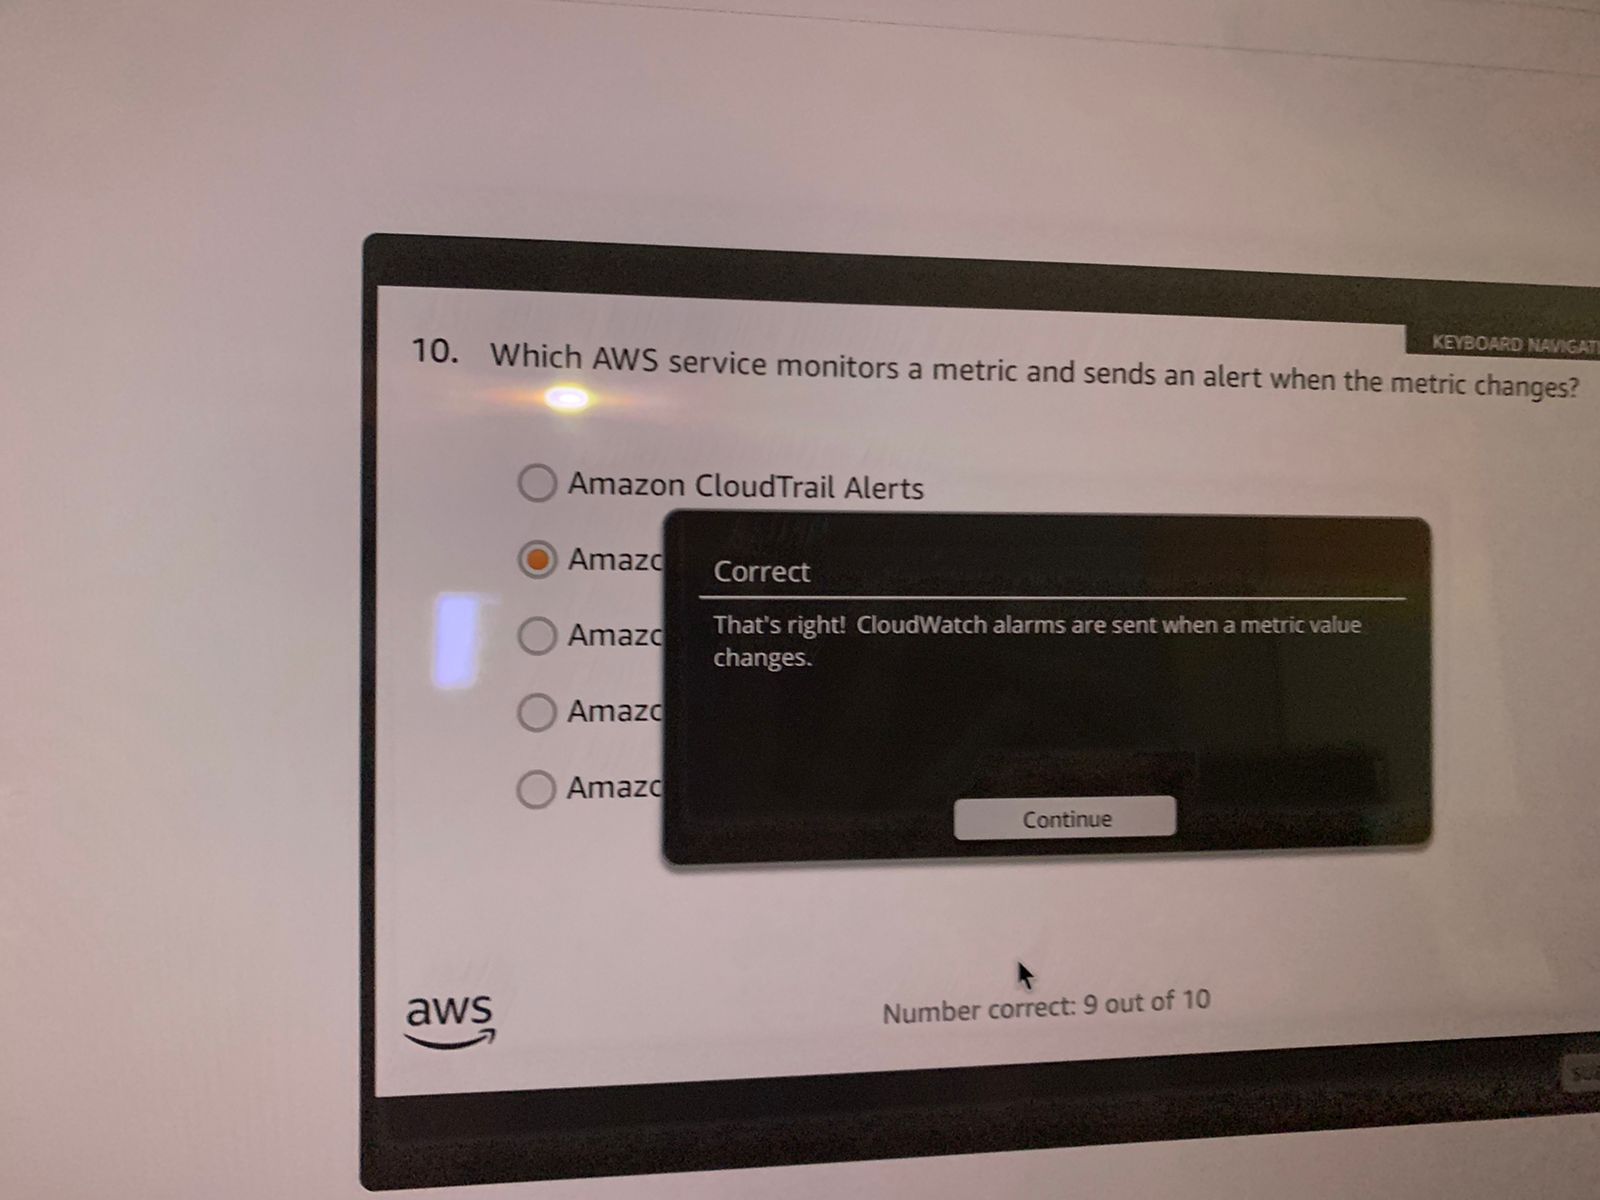 KEYBOARD NAVIGAT
10. Which AWS service monitors a metric and sends an alert when the metric changes?
Amazon CloudTrail Alerts
Amazo
Amazo
Amazo
Amazo
Correct
That's right! CloudWatch alarms are sent when a metric value
changes.
Continue
Number correct: 9 out of 10
aws